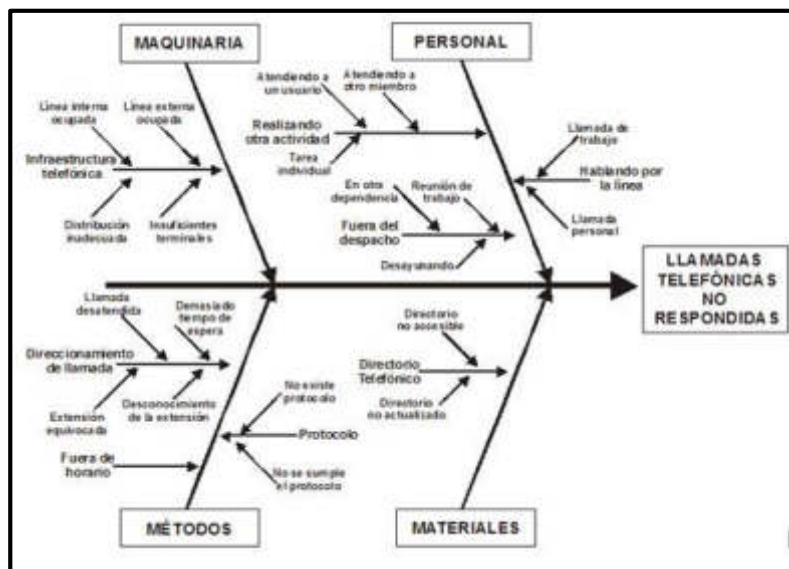 MAQUINARIA
PERSONAL
Línea interna
ocupada
Línea externa
ocupada
Infraestructura
telefónica
Distribución
inadecuada
Insuficientes
terminales
Atendiendo a
un usuario
Atendiendo a
otro miembro
Realizando
otra actividad
Tarea
individual
Llamada de
trabajo
Hablando por
la línea
Llamada
personal
En otra
dependencia
Reunión de
trabajo
Fuera del
despacho
Desayunando
LLAMADAS
TELEFÓNICAS
NO
RESPONDIDAS
Llamada
desatendida
Demasiado
tiempo de
espera
Direccionamiento
de llamada
Extensión
equivocada
Desconocimiento
de la extensión
No existe
protocolo
Protocolo
No se cumple
el protocolo
Fuera de
horario
Directorio
no accesible
Directorio
Telefónico
Directorio
no actualizado
MÉTODOS
MATERIALES